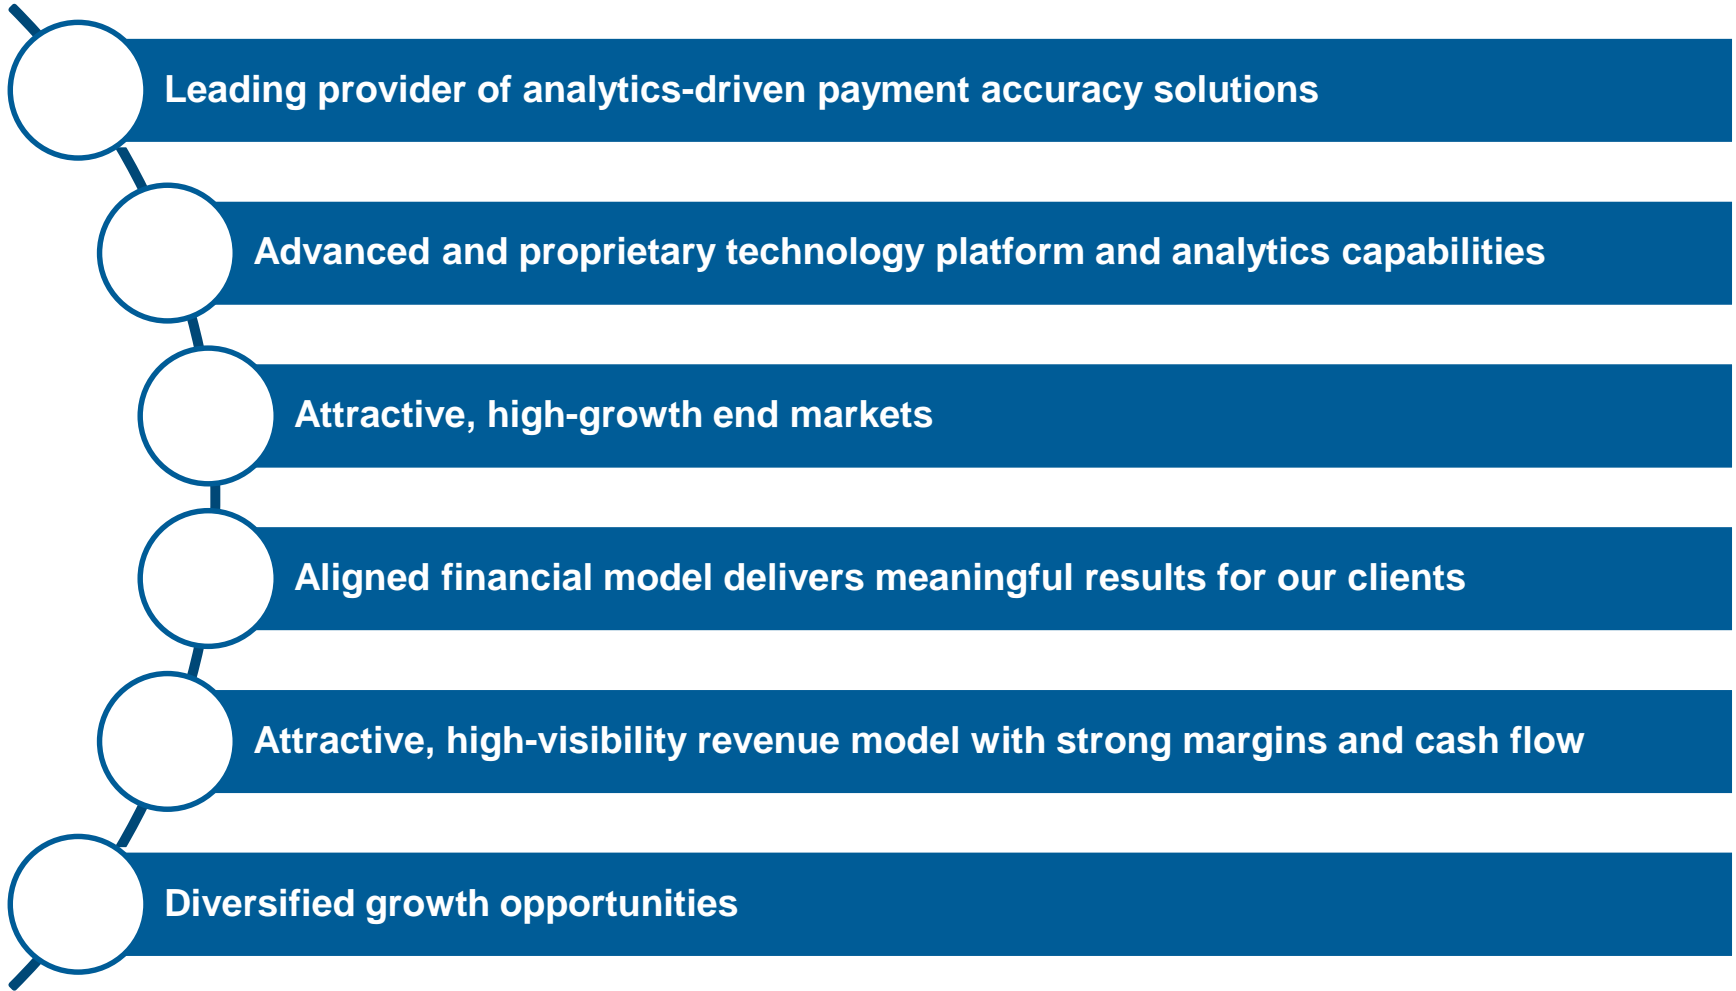 Leading provider of analytics-driven payment accuracy solutions
Advanced and proprietary technology platform and analytics capabilities
Attractive, high-growth end markets
Aligned financial model delivers meaningful results for our clients
Attractive, high-visibility revenue model with strong margins and cash flow
Diversified growth opportunities